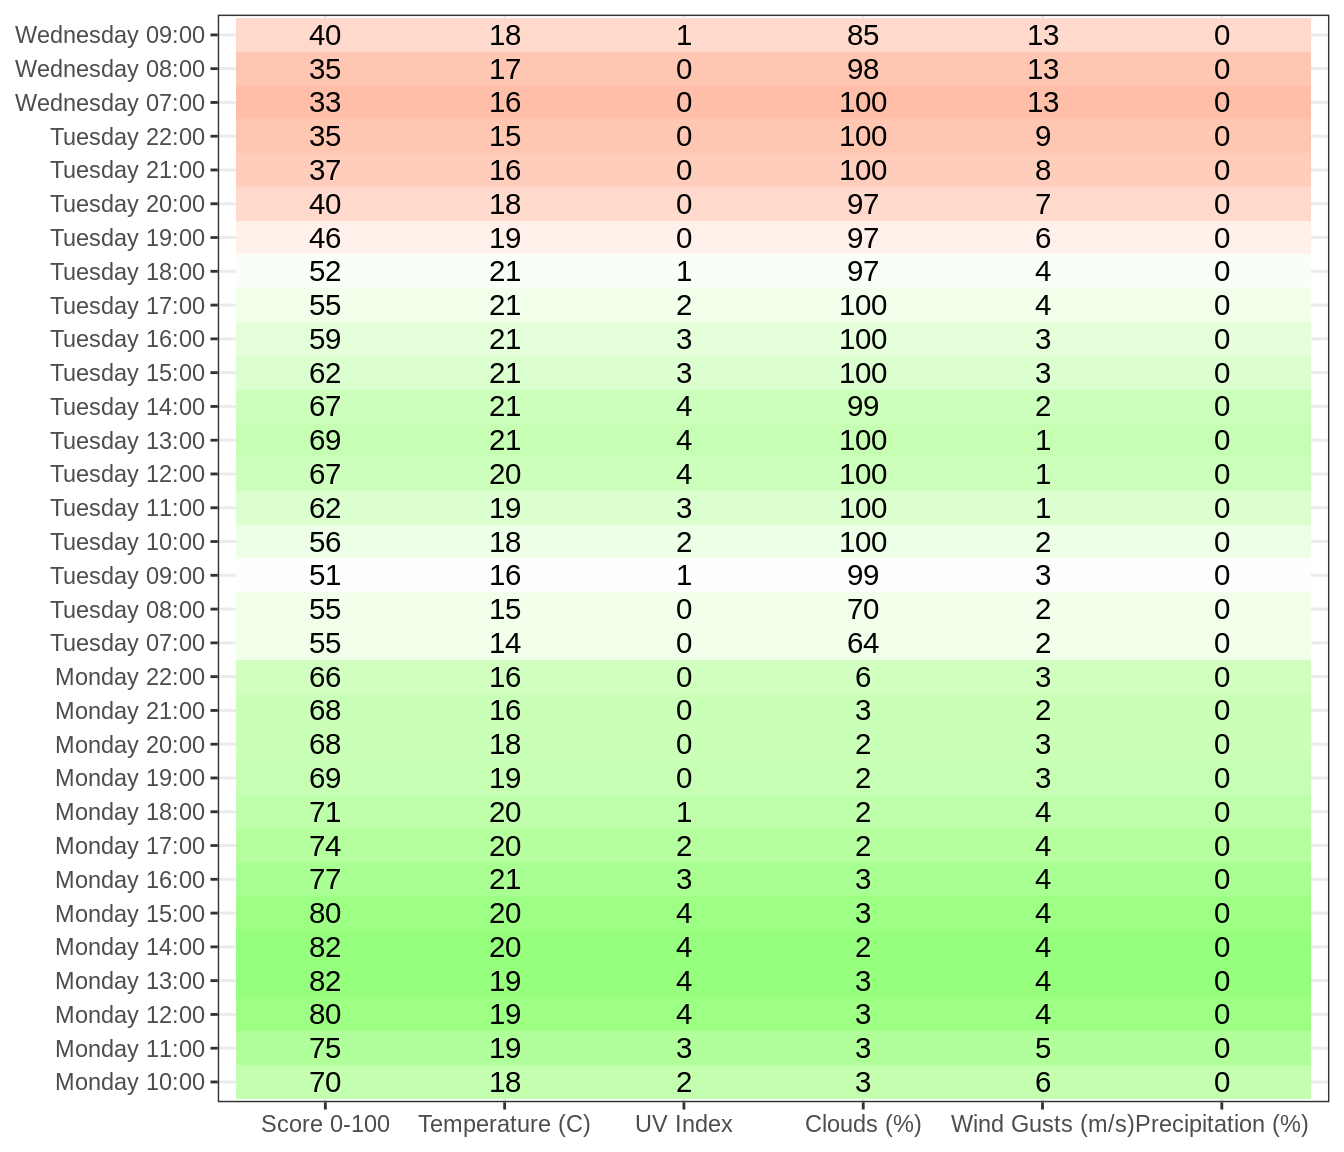 Wednesday 09:00 40 18 1 85 13 0
Wednesday 08:00 35 17 0 98 13 0
Wednesday 07:00 33 16 0 100 13 0
Tuesday 22:00 35 15 0 100 9 0
Tuesday 21:00 37 16 0 100 8 0
Tuesday 20:00 40 18 0 97 7 0
Tuesday 19:00 46 19 0 97 6 0
Tuesday 18:00 52 21 1 97 4 0
Tuesday 17:00 55 21 2 100 4 0
Tuesday 16:00 59 21 3 100 3 0
Tuesday 15:00 62 21 3 100 3 0
Tuesday 14:00 67 21 4 99 2 0
Tuesday 13:00 69 21 4 100 1 0
Tuesday 12:00 67 20 4 100 1 0
Tuesday 11:00 62 19 3 100 1 0
Tuesday 10:00 56 18 2 100 2 0
Tuesday 09:00 51 16 1 99 3 0
Tuesday 08:00 55 15 0 70 2 0
Tuesday 07:00 55 14 0 64 2 0
Monday 22:00 66 16 0 6 3 0
Monday 21:00 68 16 0 3 2 0
Monday 20:00 68 18 0 2 3 0
Monday 19:00 69 19 0 2 3 0
Monday 18:00 71 20 1 2 4 0
Monday 17:00 74 20 2 2 4 0
Monday 16:00 77 21 3 3 4 0
Monday 15:00 80 20 4 3 4 0
Monday 14:00 82 20 4 2 4 0
Monday 13:00 82 19 4 3 4 0
Monday 12:00 80 19 4 3 4 0
Monday 11:00 75 19 3 3 5 0
Monday 10:00 70 18 2 3 6 0
Score 0-100 Temperature (C) UV Index Clouds (%) Wind Gusts (m/s) Precipitation (%)